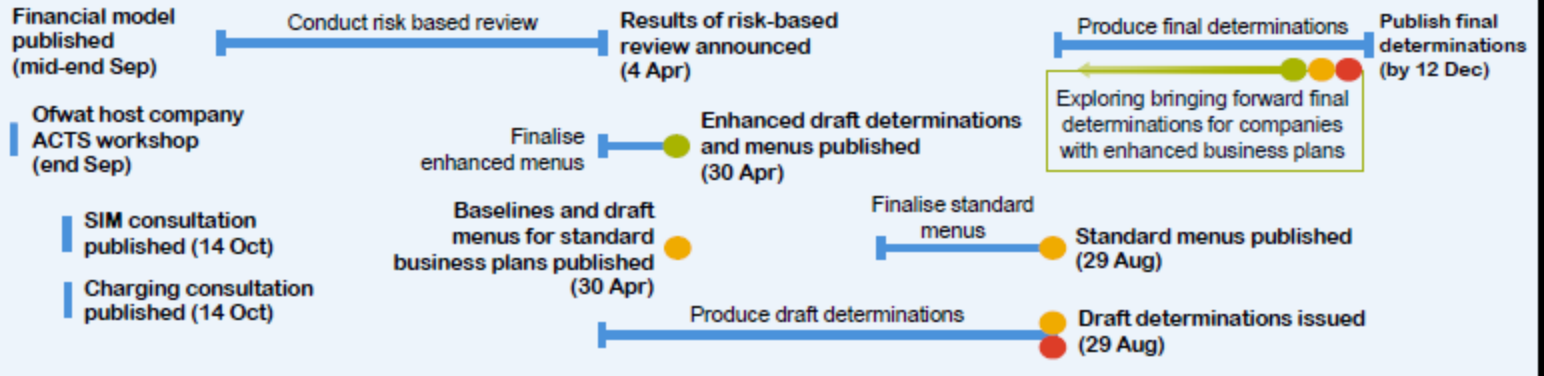 Financial model
published
(mid-end Sep)
Conduct risk based review
Results of risk-based
review announced
(4 Apr)
Produce final determinations
Publish final
determinations
(by 12 Dec)
Exploring bringing forward final
determinations for companies
with enhanced business plans
Ofwat host company
ACTS workshop
(end Sep)
Finalise
enhanced menus
Enhanced draft determinations
and menus published
(30 Apr)
SIM consultation
published (14 Oct)
Baselines and draft
menus for standard
business plans published
(30 Apr)
Finalise standard
menus
Standard menus published
(29 Aug)
Charging consultation
published (14 Oct)
Produce draft determinations
Draft determinations issued
(29 Aug)